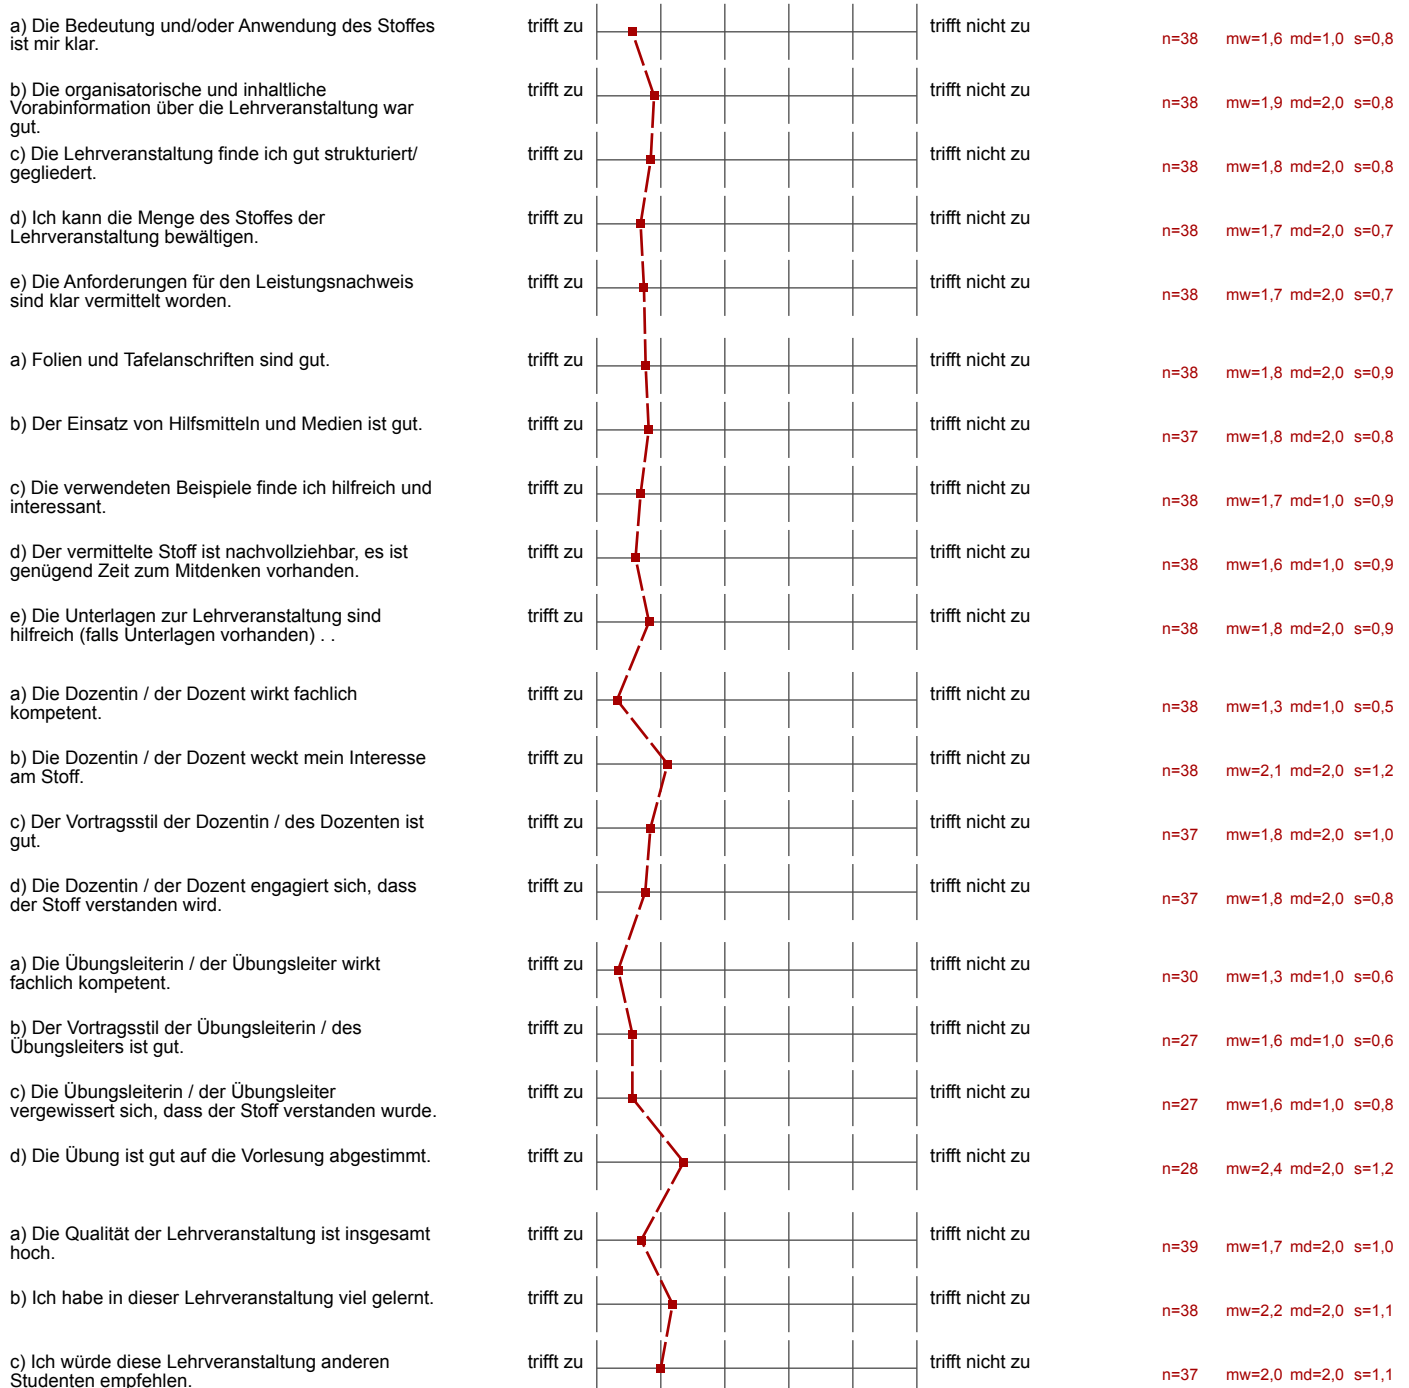 a) Die Bedeutung und/oder Anwendung des Stoffes
ist mir klar.
trifft zu
trifft nicht zu
n=38 mw=1,6 md=1,0 s=0,8
b) Die organisatorische und inhaltliche
Vorabinformation über die Lehrveranstaltung war
gut.
trifft zu
trifft nicht zu
n=38 mw=1,9 md=2,0 s=0,8
c) Die Lehrveranstaltung finde ich gut strukturiert/
gegliedert.
trifft zu
trifft nicht zu
n=38 mw=1,8 md=2,0 s=0,8
d) Ich kann die Menge des Stoffes der
Lehrveranstaltung bewältigen.
trifft zu
trifft nicht zu
n=38 mw=1,7 md=2,0 s=0,7
e) Die Anforderungen für den Leistungsnachweis
sind klar vermittelt worden.
trifft zu
trifft nicht zu
n=38 mw=1,7 md=2,0 s=0,7
a) Folien und Tafelanschriften sind gut.
trifft zu
trifft nicht zu
n=38 mw=1,8 md=2,0 s=0,9
b) Der Einsatz von Hilfsmitteln und Medien ist gut.
trifft zu
trifft nicht zu
n=37 mw=1,8 md=2,0 s=0,8
c) Die verwendeten Beispiele finde ich hilfreich und
interessant.
trifft zu
trifft nicht zu
n=38 mw=1,7 md=1,0 s=0,9
d) Der vermittelte Stoff ist nachvollziehbar, es ist
genügend Zeit zum Mitdenken vorhanden.
trifft zu
trifft nicht zu
n=38 mw=1,6 md=1,0 s=0,9
e) Die Unterlagen zur Lehrveranstaltung sind
hilfreich (falls Unterlagen vorhanden) . .
trifft zu
trifft nicht zu
n=38 mw=1,8 md=2,0 s=0,9
a) Die Dozentin / der Dozent wirkt fachlich
kompetent.
trifft zu
trifft nicht zu
n=38 mw=1,3 md=1,0 s=0,5
b) Die Dozentin / der Dozent weckt mein Interesse
am Stoff.
trifft zu
trifft nicht zu
n=38 mw=2,1 md=2,0 s=1,2
c) Der Vortragsstil der Dozentin / des Dozenten ist
gut.
trifft zu
trifft nicht zu
n=37 mw=1,8 md=2,0 s=1,0
d) Die Dozentin / der Dozent engagiert sich, dass
der Stoff verstanden wird.
trifft zu
trifft nicht zu
n=37 mw=1,8 md=2,0 s=0,8
a) Die Übungsleiterin / der Übungsleiter wirkt
fachlich kompetent.
trifft zu
trifft nicht zu
n=30 mw=1,3 md=1,0 s=0,6
b) Der Vortragsstil der Übungsleiterin / des
Übungsleiters ist gut.
trifft zu
trifft nicht zu
n=27 mw=1,6 md=1,0 s=0,6
c) Die Übungsleiterin / der Übungsleiter
vergewissert sich, dass der Stoff verstanden wurde.
trifft zu
trifft nicht zu
n=27 mw=1,6 md=1,0 s=0,8
d) Die Übung ist gut auf die Vorlesung abgestimmt.
trifft zu
trifft nicht zu
n=28 mw=2,4 md=2,0 s=1,2
a) Die Qualität der Lehrveranstaltung ist insgesamt
hoch.
trifft zu
trifft nicht zu
n=39 mw=1,7 md=2,0 s=1,0
b) Ich habe in dieser Lehrveranstaltung viel gelernt.
trifft zu
trifft nicht zu
n=38 mw=2,2 md=2,0 s=1,1
c) Ich würde diese Lehrveranstaltung anderen
Studenten empfehlen.
trifft zu
trifft nicht zu
n=37 mw=2,0 md=2,0 s=1,1